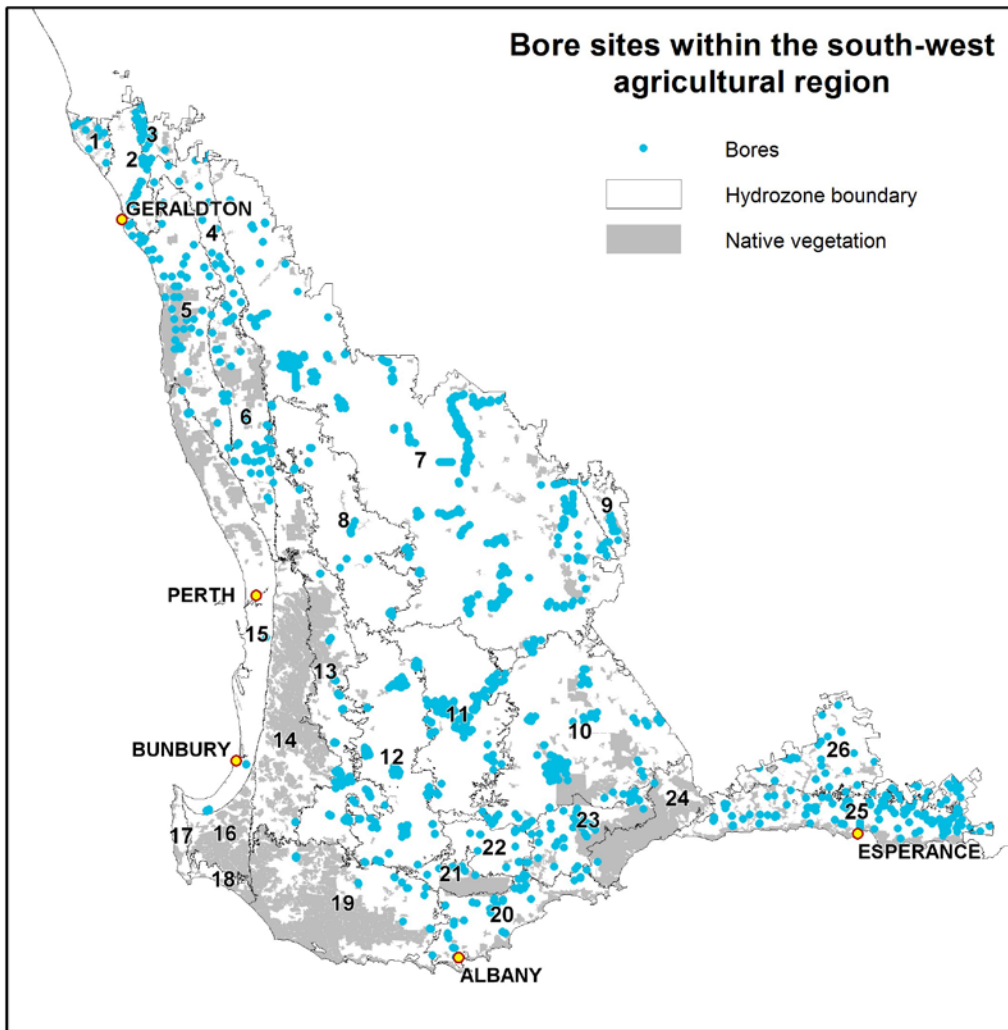 Bore sites within the south-west
agricultural region
Bores
Hydrozone boundary
Native vegetation
1
3
2
GERALDTON
4
5
6
7
8
9
PERTH
15
13
11
10
14
BUNBURY
12
26
24
25
23
17
16
22
ESPERANCE
21
18
19
20
ALBANY